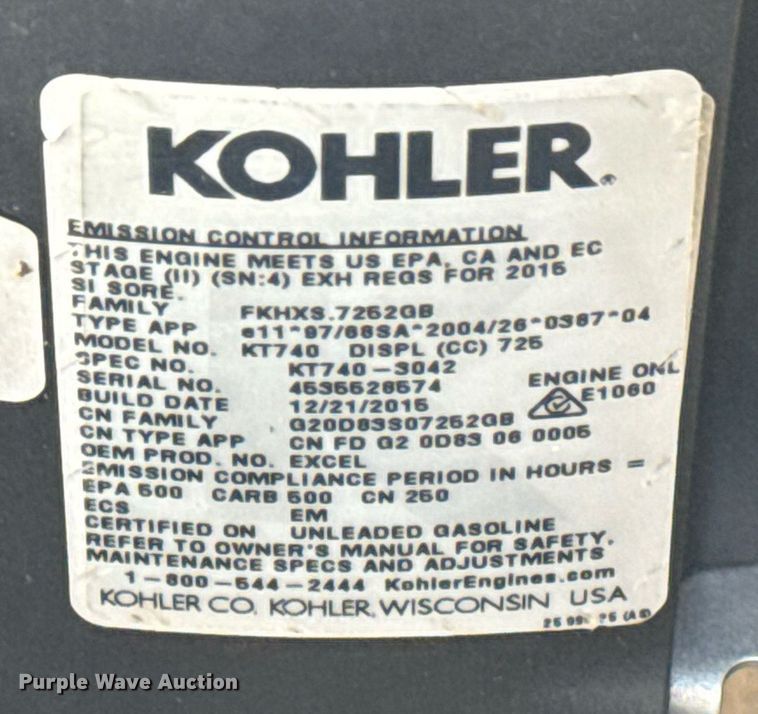 KOHLER®
EMISSION CONTROL INFORMATION
THIS ENGINE MEETS US EPA, CA AND EC
STAGE (II) (SN:4) EXH REGS FOR 2015
SI SORE.
FAMILY FKHXS.7252GB
TYPE APP e11*97/68SA*2004/26*0387*04
MODEL NO. KT740 DISPL (CC) 725
SPEC NO. KT740-3042
SERIAL NO. 4535528574 ENGINE ONL
BUILD DATE 12/21/2015 E1060
CN FAMILY G20D83S07252GB
CN TYPE APP CN FD G2 0D83 06 0005
OEM PROD. NO. EXCEL
EMISSION COMPLIANCE PERIOD IN HOURS =
EPA 500 CARB 500 CN 250
ECS EM
CERTIFIED ON UNLEADED GASOLINE
REFER TO OWNER'S MANUAL FOR SAFETY,
MAINTENANCE SPECS AND ADJUSTMENTS
1-800-544-2444 KohlerEngines.com
KOHLER CO. KOHLER, WISCONSIN USA
Purple Wave Auction